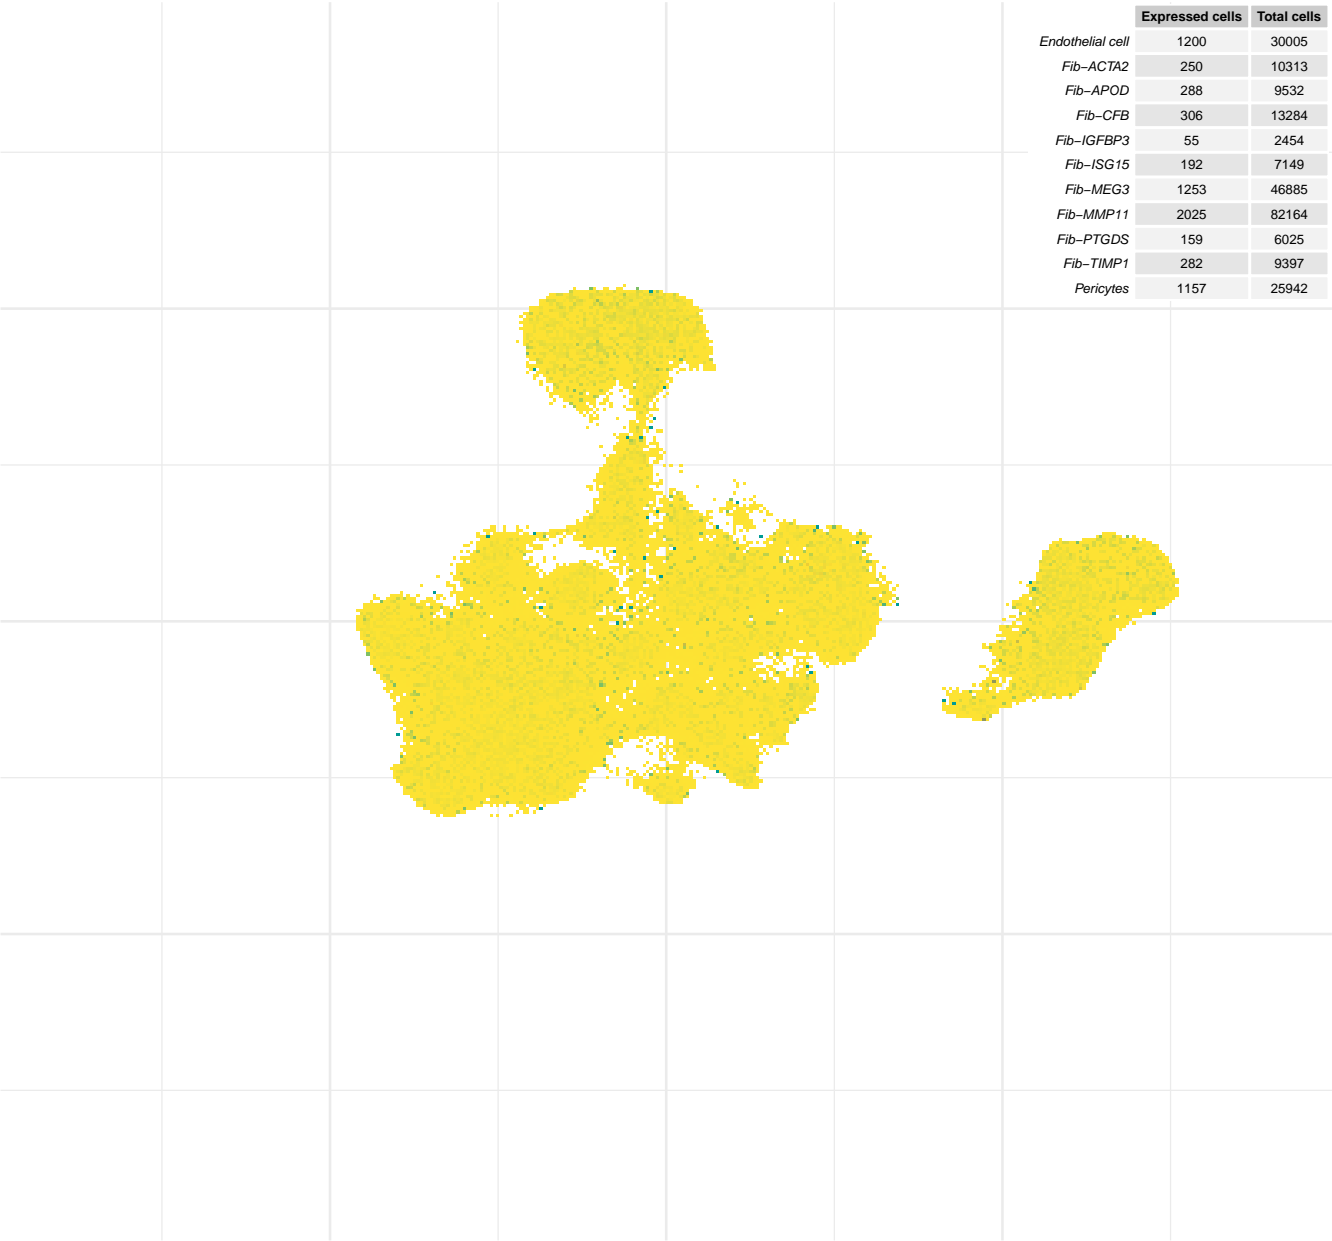 Expressed cells Total cells
Endothelial cell 1200 30005
Fib−ACTA2 250 10313
Fib−APOD 288 9532
Fib−CFB 306 13284
Fib−IGFBP3 55 2454
Fib−ISG15 192 7149
Fib−MEG3 1253 46885
Fib−MMP11 2025 82164
Fib−PTGDS 159 6025
Fib−TIMP1 282 9397
Pericytes 1157 25942